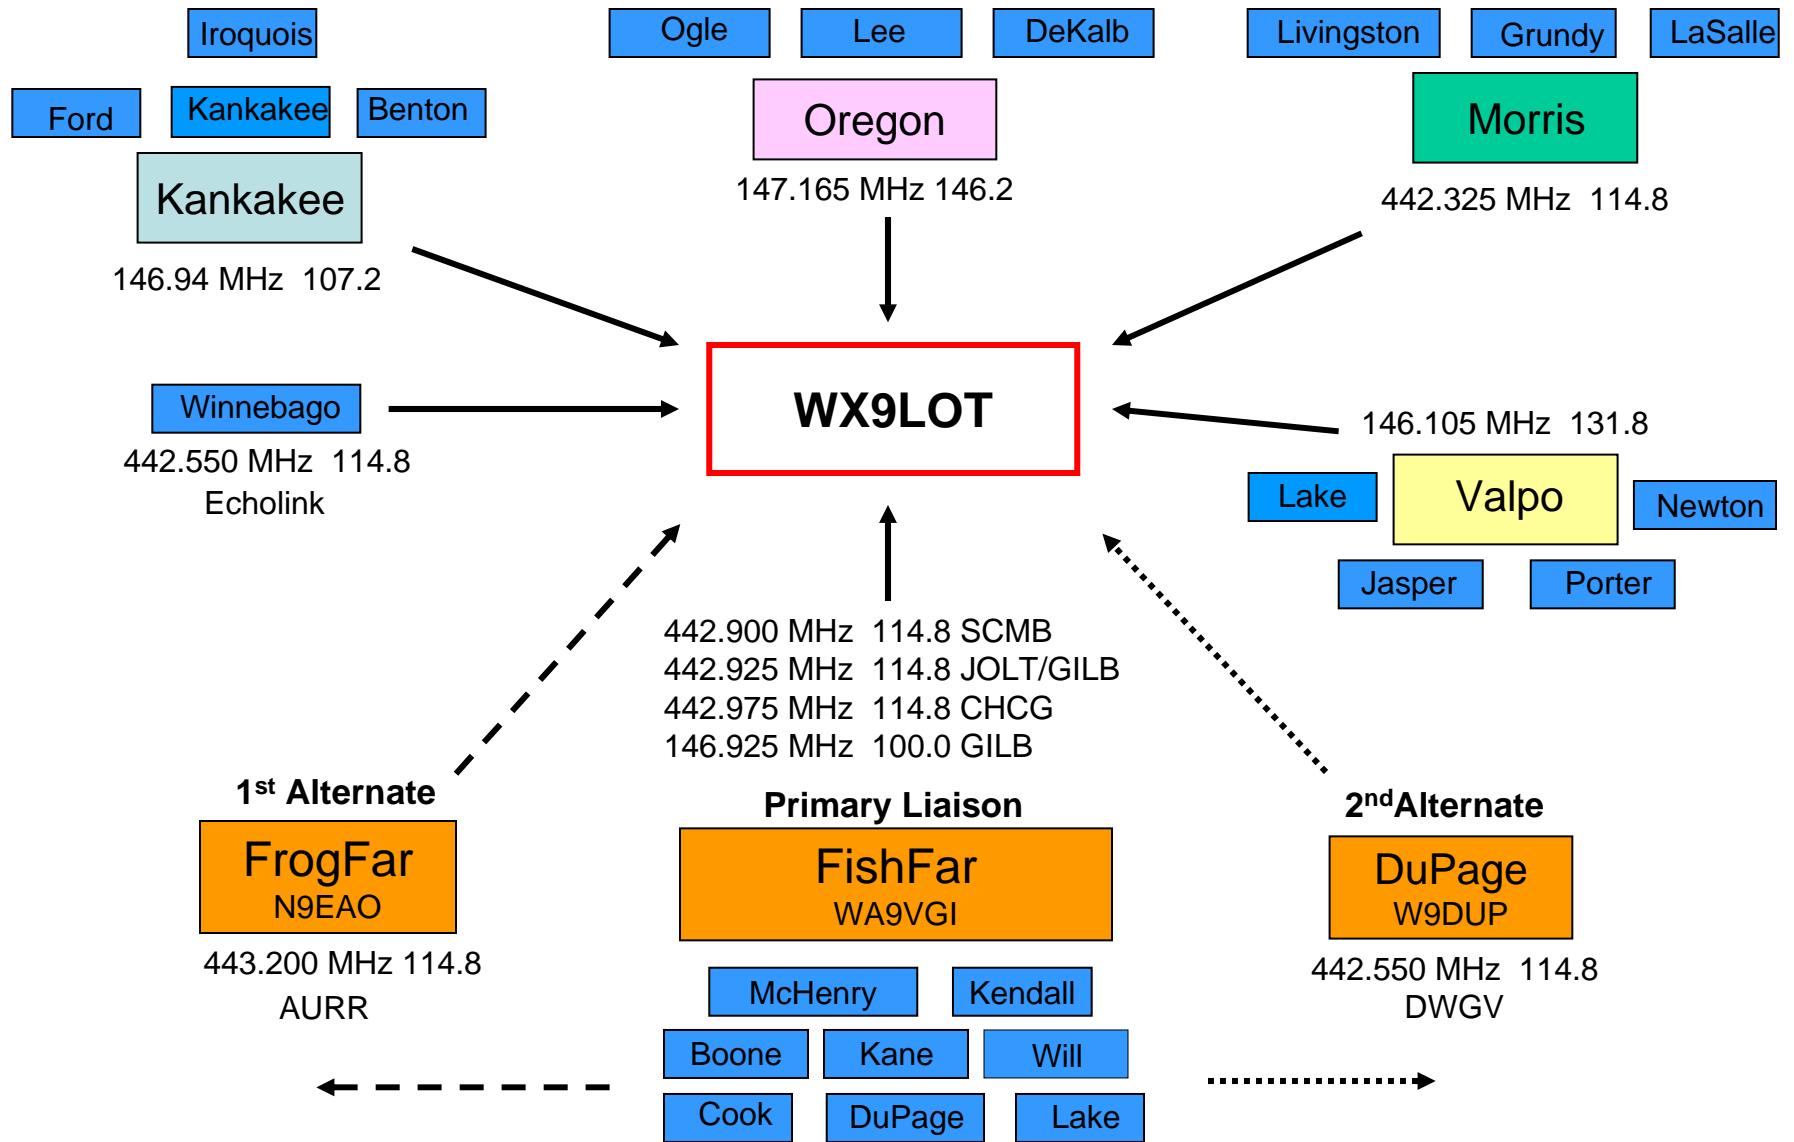 Iroquois
Ford
Kankakee
Benton
Kankakee
146.94 MHz 107.2
Ogle
Lee
DeKalb
Oregon
147.165 MHz 146.2
Livingston
Grundy
LaSalle
Morris
442.325 MHz 114.8
Winnebago
442.550 MHz 114.8
Echolink
WX9LOT
146.105 MHz 131.8
Lake
Valpo
Newton
Jasper
Porter
442.900 MHz 114.8 SCMB
442.925 MHz 114.8 JOLT/GILB
442.975 MHz 114.8 CHCG
146.925 MHz 100.0 GILB
1st Alternate
FrogFar
N9EAO
443.200 MHz 114.8
AURR
Primary Liaison
FishFar
WA9VGI
McHenry
Kendall
Boone
Kane
Will
Cook
DuPage
Lake
2ndAlternate
DuPage
W9DUP
442.550 MHz 114.8
DWGV